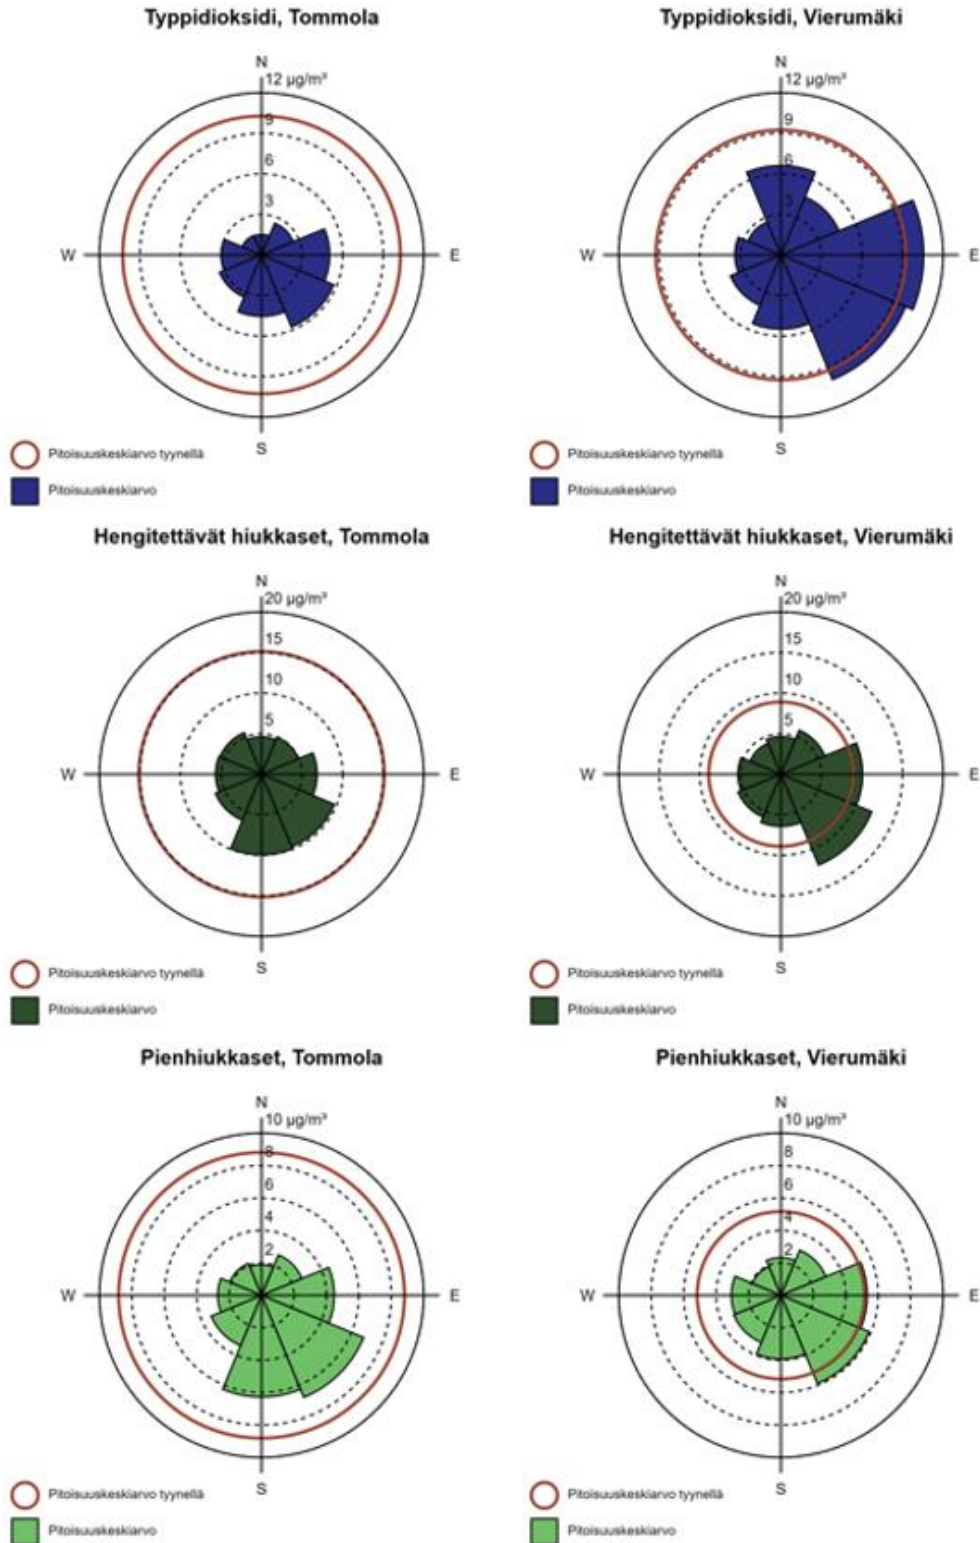 Typpidioksidi, Tommola
N
12 µg/m³
9
6
3
W
E
S
Pitoisuuskeskiarvo tyynellä
Pitoisuuskeskiarvo
Typpidioksidi, Vierumäki
N
12 µg/m³
9
6
3
W
E
S
Pitoisuuskeskiarvo tyynellä
Pitoisuuskeskiarvo
Hengitettävät hiukkaset, Tommola
N
20 µg/m³
15
10
5
W
E
S
Pitoisuuskeskiarvo tyynellä
Pitoisuuskeskiarvo
Hengitettävät hiukkaset, Vierumäki
N
20 µg/m³
15
10
5
W
E
S
Pitoisuuskeskiarvo tyynellä
Pitoisuuskeskiarvo
Pienhiukkaset, Tommola
N
10 µg/m³
8
6
4
2
W
E
S
Pitoisuuskeskiarvo tyynellä
Pitoisuuskeskiarvo
Pienhiukkaset, Vierumäki
N
10 µg/m³
8
6
4
2
W
E
S
Pitoisuuskeskiarvo tyynellä
Pitoisuuskeskiarvo